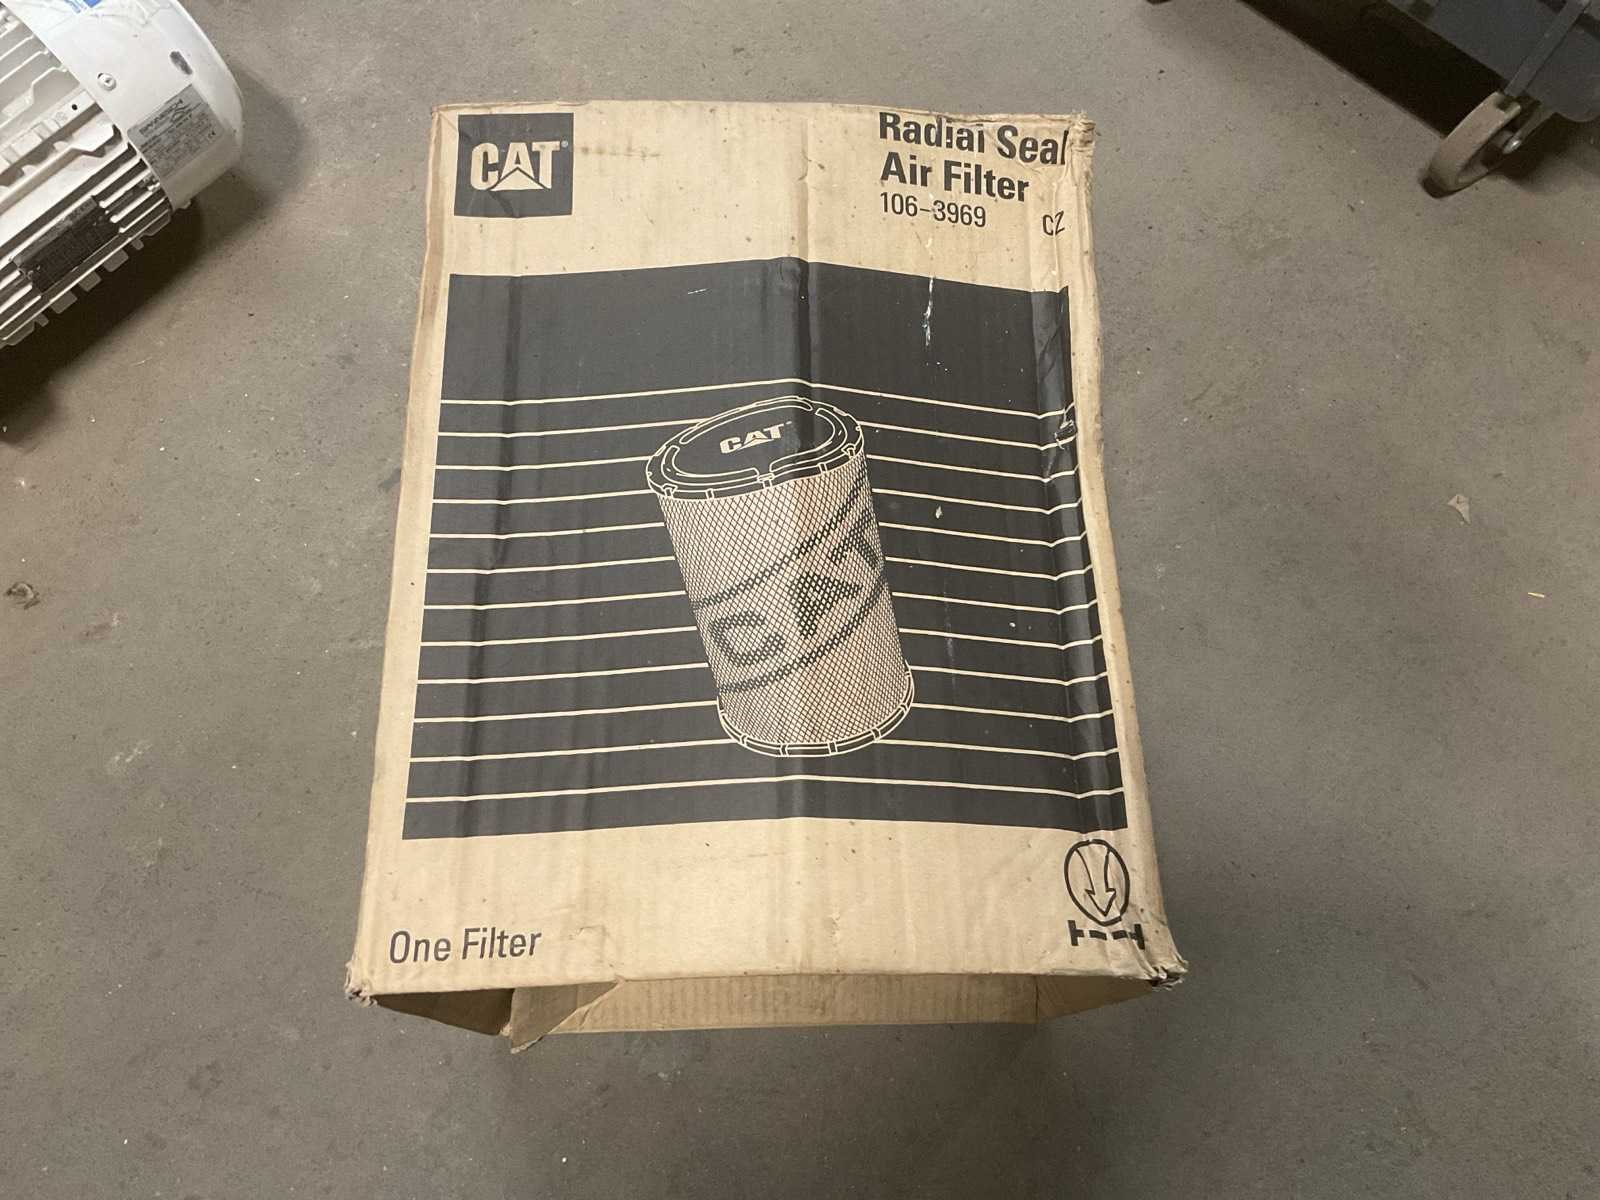 CAT®
Radial Seal
Air Filter
106-3969
CZ
CAT
CAT
One Filter